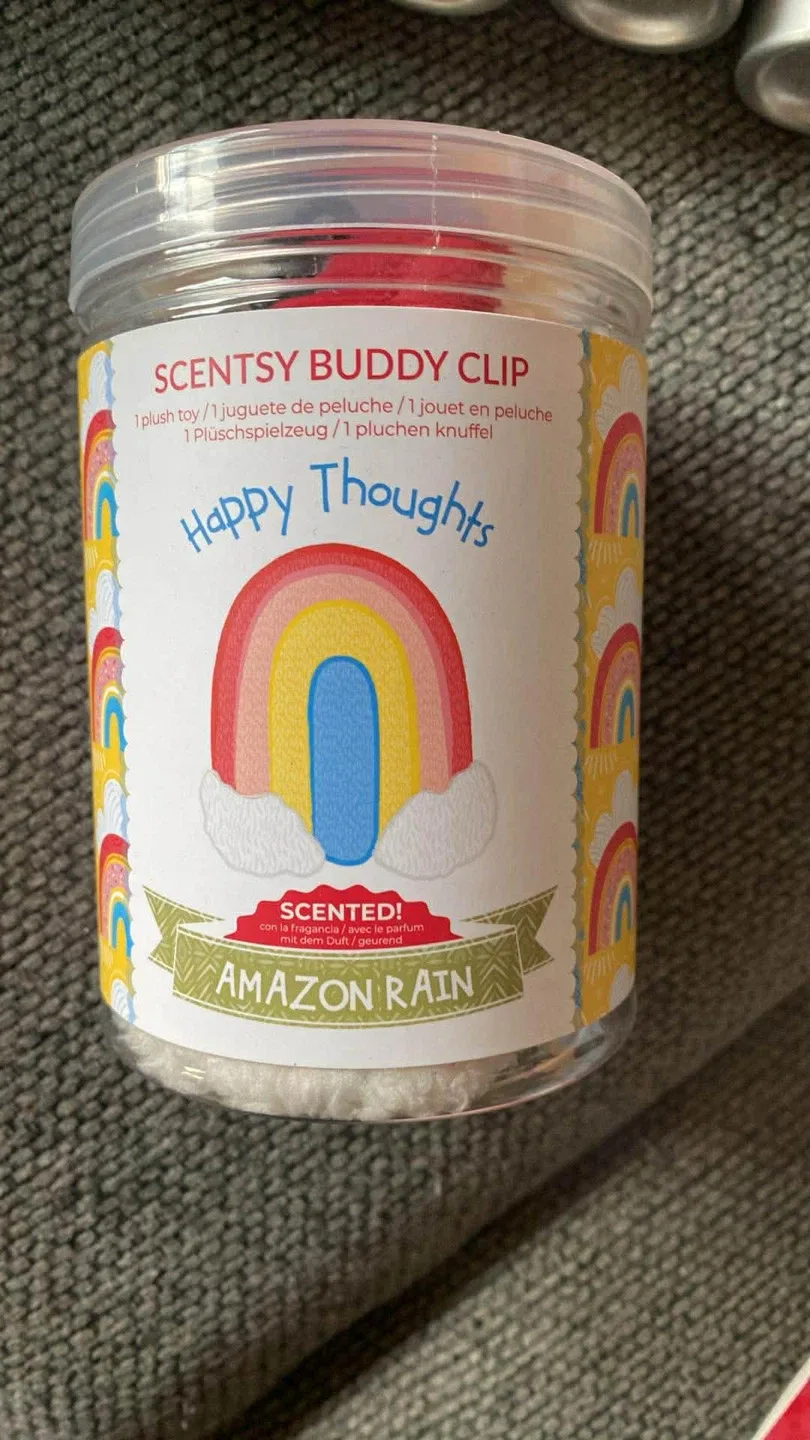 SCENTSY BUDDY CLIP
1 plush toy / 1 juguete de peluche / 1 jouet en peluche
1 Plüschspielzeug / 1 pluchen knuffel
Happy Thoughts
SCENTED!
con la fragancia / avec le parfum
mit dem Duft / geurend
AMAZON RAIN